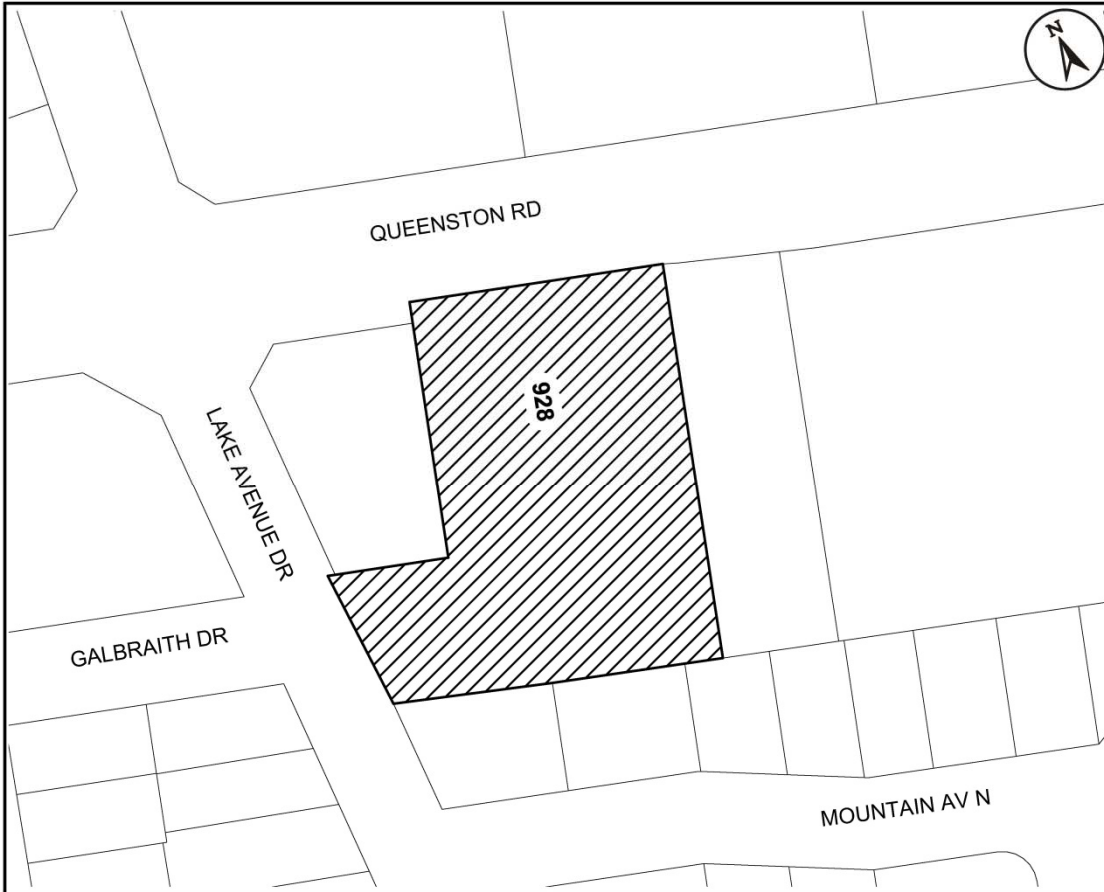 N
QUEENSTON RD
928
LAKE AVENUE DR
GALBRAITH DR
MOUNTAIN AV N